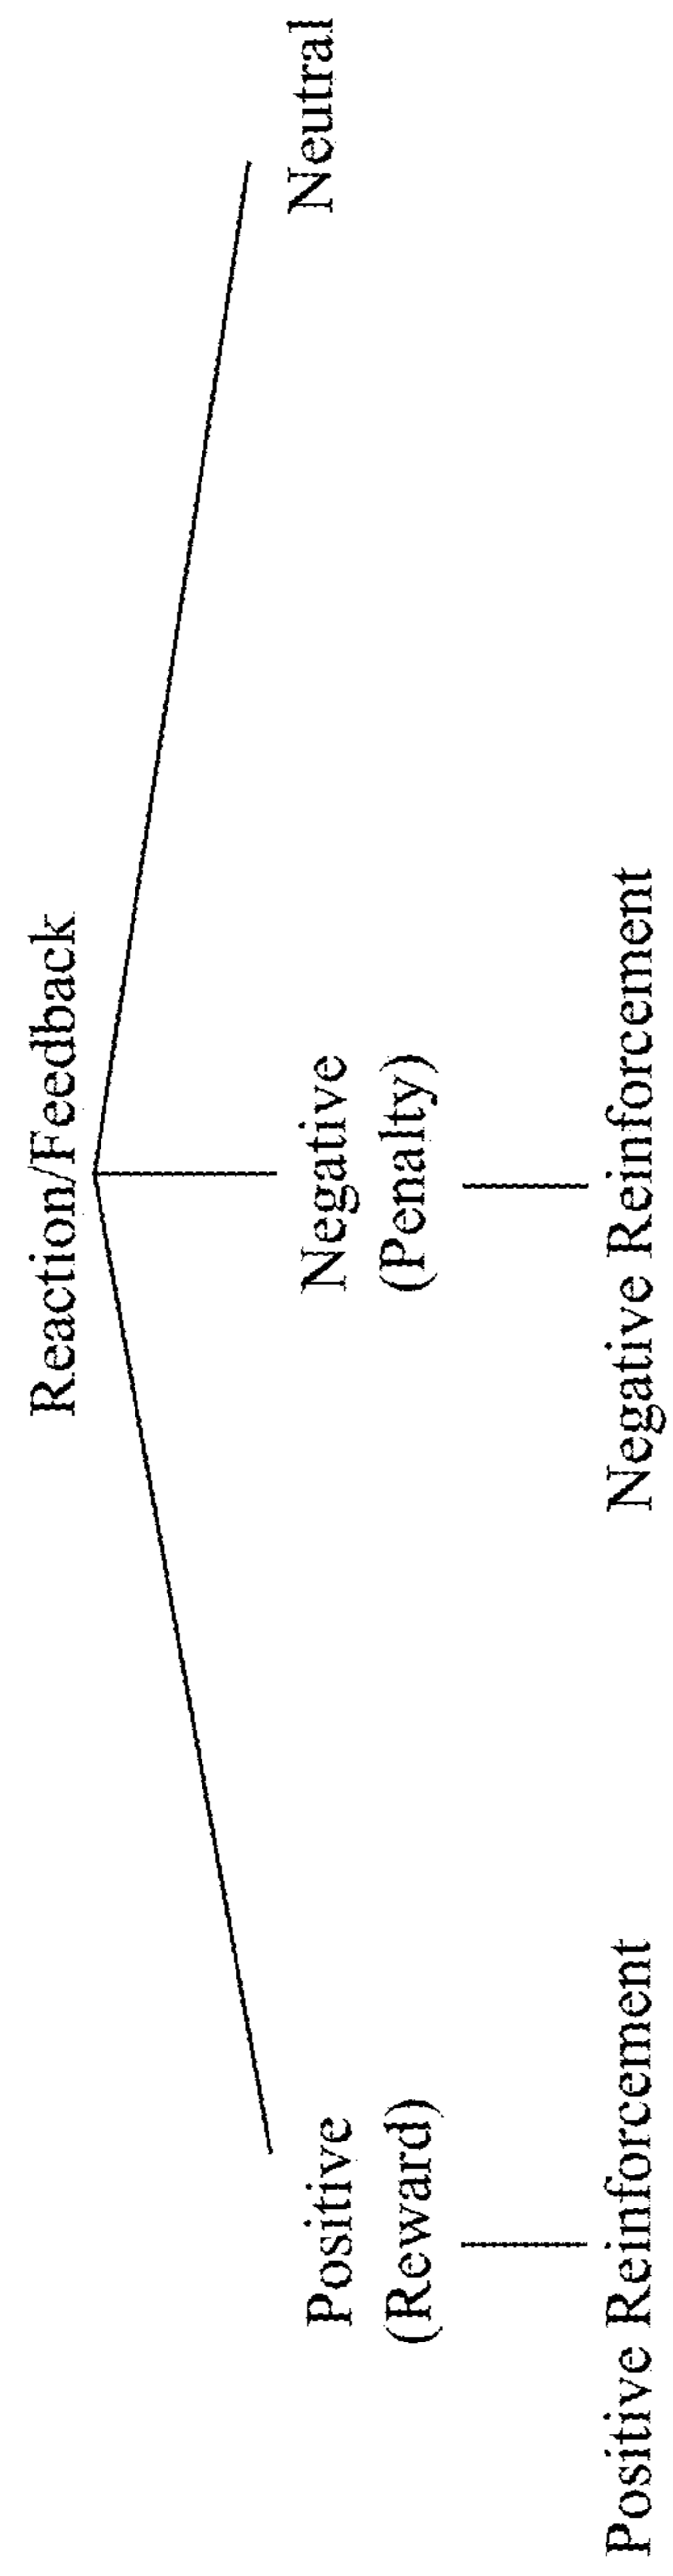 Reaction/Feedback
Positive
(Reward)
Negative
(Penalty)
Neutral
Positive Reinforcement
Negative Reinforcement